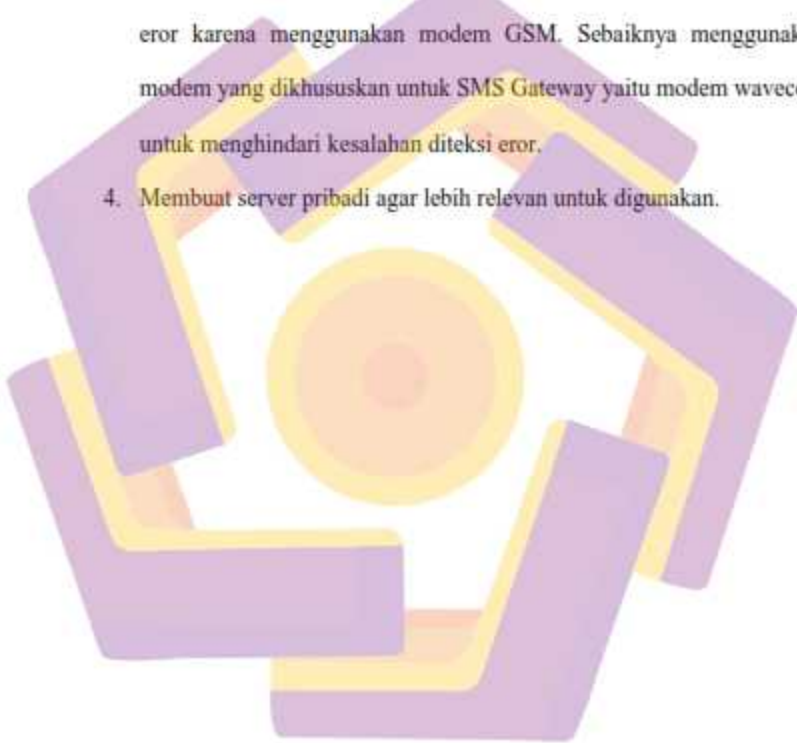 eror karena menggunakan modem GSM. Sebaiknya menggunak
modem yang dikhususkan untuk SMS Gateway yaitu modem wavec
untuk menghindari kesalahan diteksi eror.
4. Membuat server pribadi agar lebih relevan untuk digunakan.